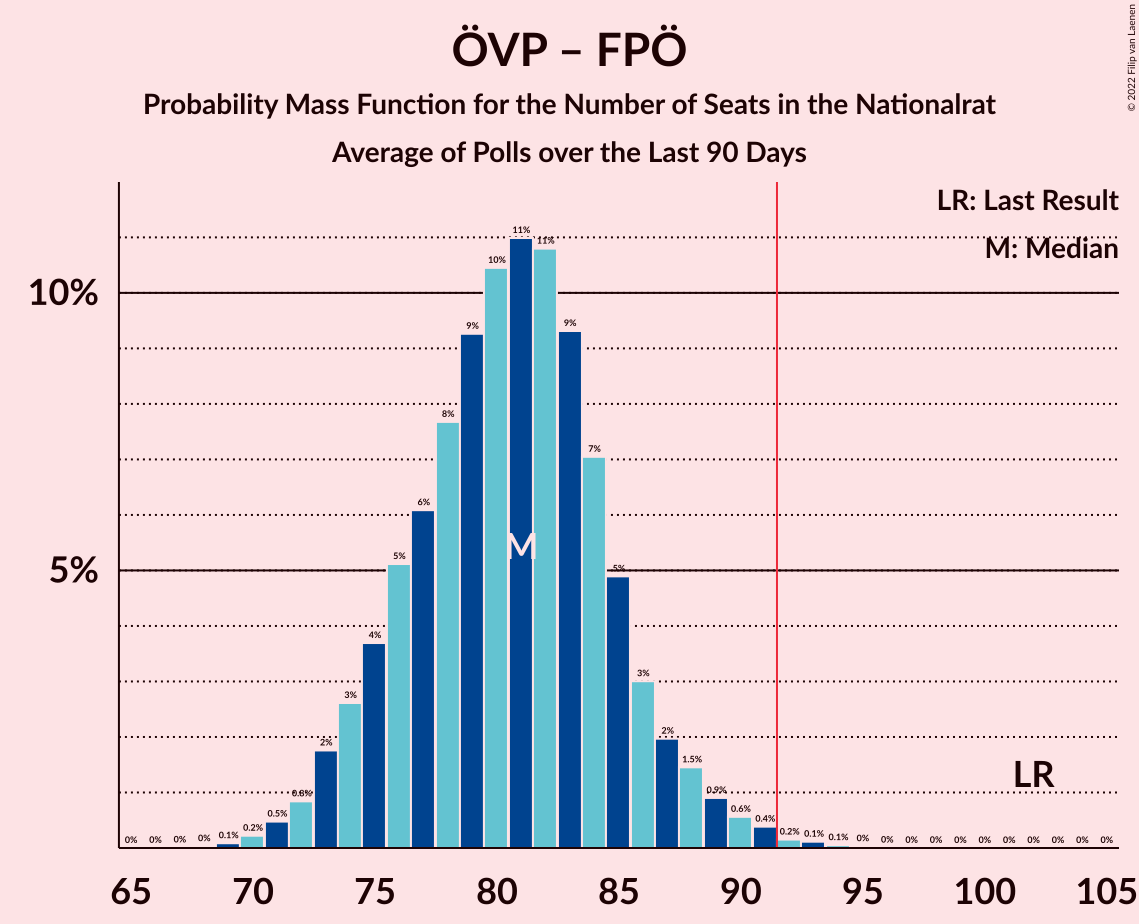 ÖVP – FPÖ
Probability Mass Function for the Number of Seats in the Nationalrat
Average of Polls over the Last 90 Days
© 2022 Filip van Laenen
LR: Last Result
M: Median
10%
5%
0% 0% 0% 0% 0.1% 0.2% 0.5% 0.8% 2% 3% 4% 5% 6% 8% 9% 10% 11% 11% 9% 7% 5% 3% 2% 1.5% 0.9% 0.6% 0.4% 0.2% 0.1% 0.1% 0% 0% 0% 0% 0% 0% 0% 0% 0% 0% 0%
M
LR
65 70 75 80 85 90 95 100 105